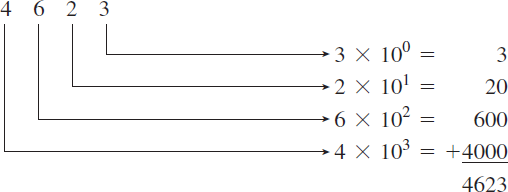 4 6 2 3
3 × 10⁰ = 3
2 × 10¹ = 20
6 × 10² = 600
4 × 10³ = +4000
4623